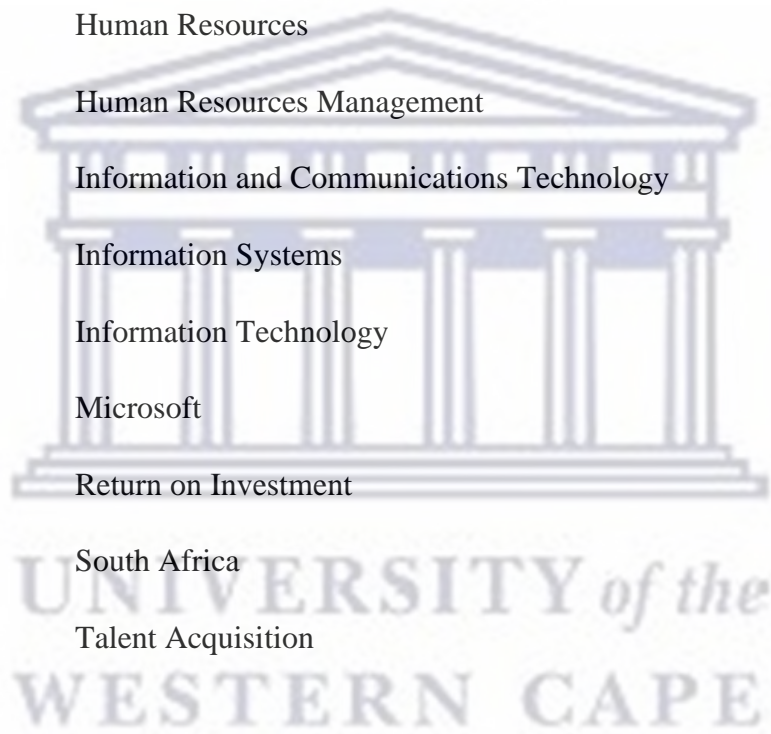 Human Resources
Human Resources Management
Information and Communications Technology
Information Systems
Information Technology
Microsoft
Return on Investment
South Africa
UNIVERSITY of the
Talent Acquisition
WESTERN CAPE